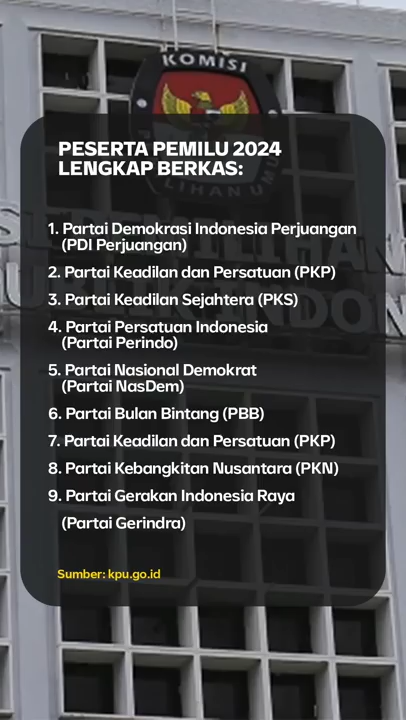 KOMISI
PESERTA PEMILU 2024
LENGKAP BERKAS:
LIHAN UMUM
1. Partai Demokrasi Indonesia Perjuangan
(PDI Perjuangan)
2. Partai Keadilan dan Persatuan (PKP)
3. Partai Keadilan Sejahtera (PKS)
4. Partai Persatuan Indonesia
(Partai Perindo)
5. Partai Nasional Demokrat
(Partai NasDem)
6. Partai Bulan Bintang (PBB)
7. Partai Keadilan dan Persatuan (PKP)
8. Partai Kebangkitan Nusantara (PKN)
9. Partai Gerakan Indonesia Raya
(Partai Gerindra)
Sumber: kpu.go.id